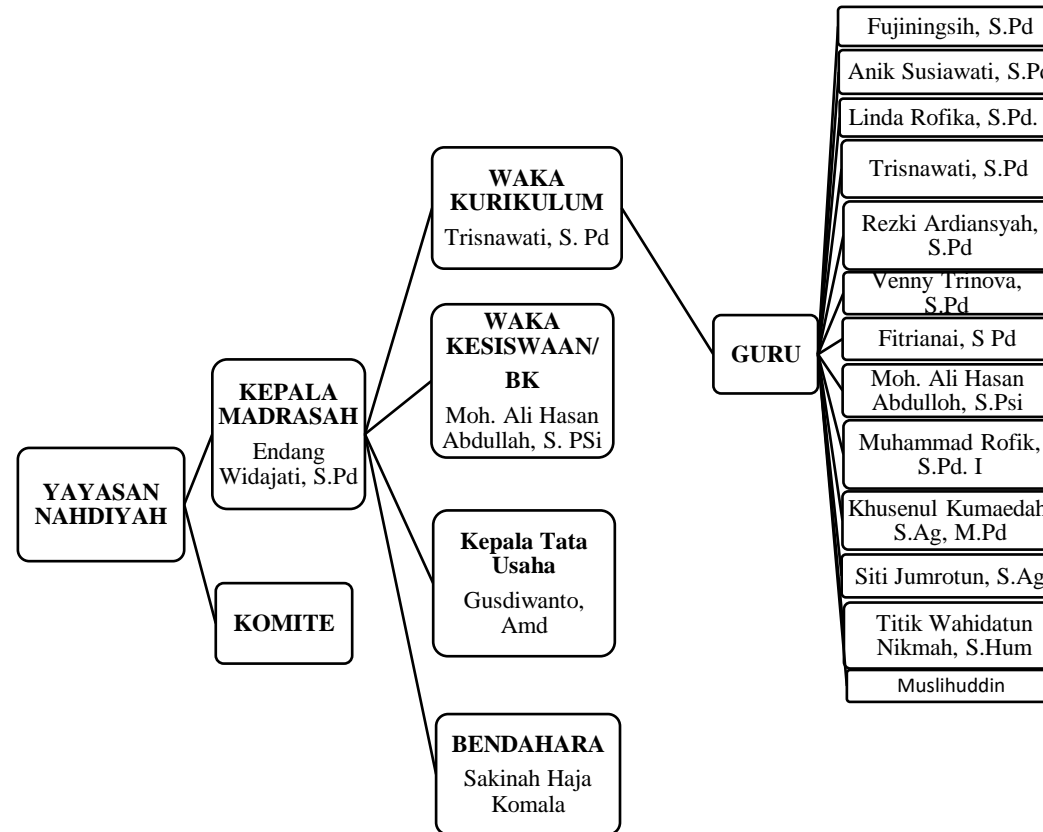 YAYASAN
NAHDIYAH
KEPALA
MADRASAH
Endang
Widajati, S.Pd
KOMITE
WAKA
KURIKULUM
Trisnawati, S. Pd
WAKA
KESISWAAN/
BK
Moh. Ali Hasan
Abdullah, S. PSi
Kepala Tata
Usaha
Gusdiwanto,
Amd
BENDAHARA
Sakinah Haja
Komala
GURU
Fujiningsih, S.Pd
Anik Susiawati, S.Pd
Linda Rofika, S.Pd.
Trisnawati, S.Pd
Rezki Ardiansyah,
S.Pd
Venny Trinova,
S.Pd
Fitrianai, S Pd
Moh. Ali Hasan
Abdulloh, S.Psi
Muhammad Rofik,
S.Pd. I
Khusenul Kumaedah
S.Ag, M.Pd
Siti Jumrotun, S.Ag
Titik Wahidatun
Nikmah, S.Hum
Muslihuddin